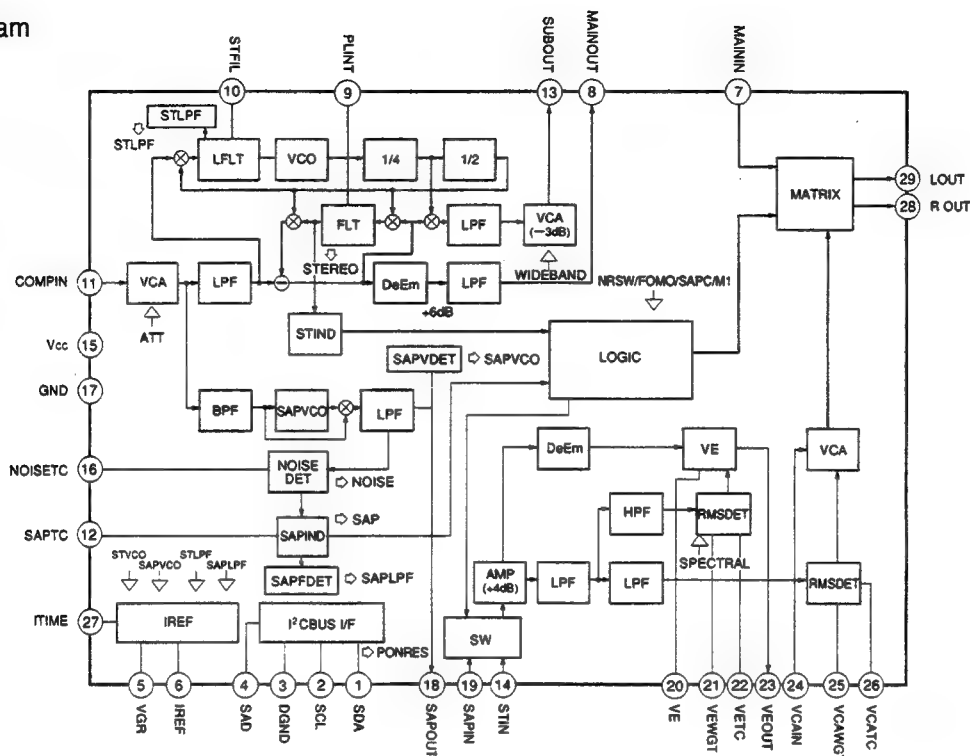 am
STFIL
PLINT
SUBOUT
MAINOUT
MAININ
10
9
13
8
7
STLPF
STLPF
LFLT
VCO
1/4
1/2
MATRIX
29
LOUT
28
R OUT
FLT
LPF
VCA
(−3dB)
STEREO
WIDEBAND
COMPIN
11
VCA
LPF
DeEm
LPF
+6dB
NRSW/FOMO/SAPC/M1
ATT
STIND
LOGIC
Vcc
15
SAPVDET
SAPVCO
GND
17
BPF
SAPVCO
LPF
DeEm
VE
VCA
NOISETC
16
NOISE
DET
NOISE
HPF
RMSDET
SAPTC
12
SAPIND
SAP
SPECTRAL
STVCO
SAPVCO
STLPF
SAPLPF
SAPFDET
SAPLPF
AMP
(+4dB)
LPF
LPF
RMSDET
ITIME
27
IREF
I²CBUS I/F
SW
PONRES
5
6
4
3
2
1
18
19
14
20
21
22
23
24
25
26
VGR
IREF
SAD
DGND
SCL
SDA
SAPOUT
SAPIN
STIN
VE
VEWGT
VETC
VEOUT
VCAIN
VCAWGT
VCATC